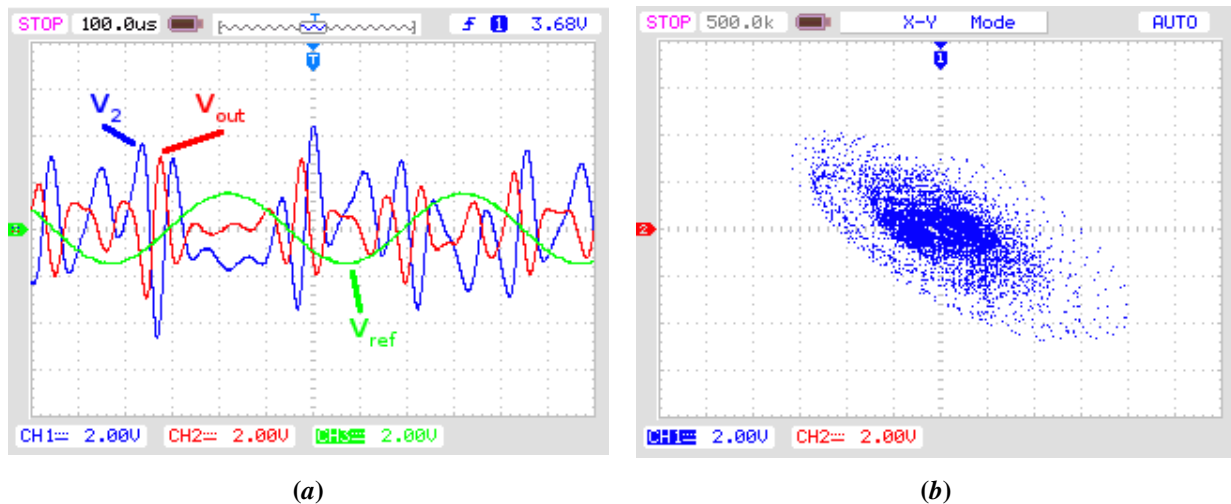 STOP 100.0us T F 1 3.68V
T
V2 Vout
Vref
CH1 2.00V CH2 2.00V CH3 2.00V
(a)
STOP 500.0k X-Y Mode AUTO
1
2
CH1 2.00V CH2 2.00V
(b)